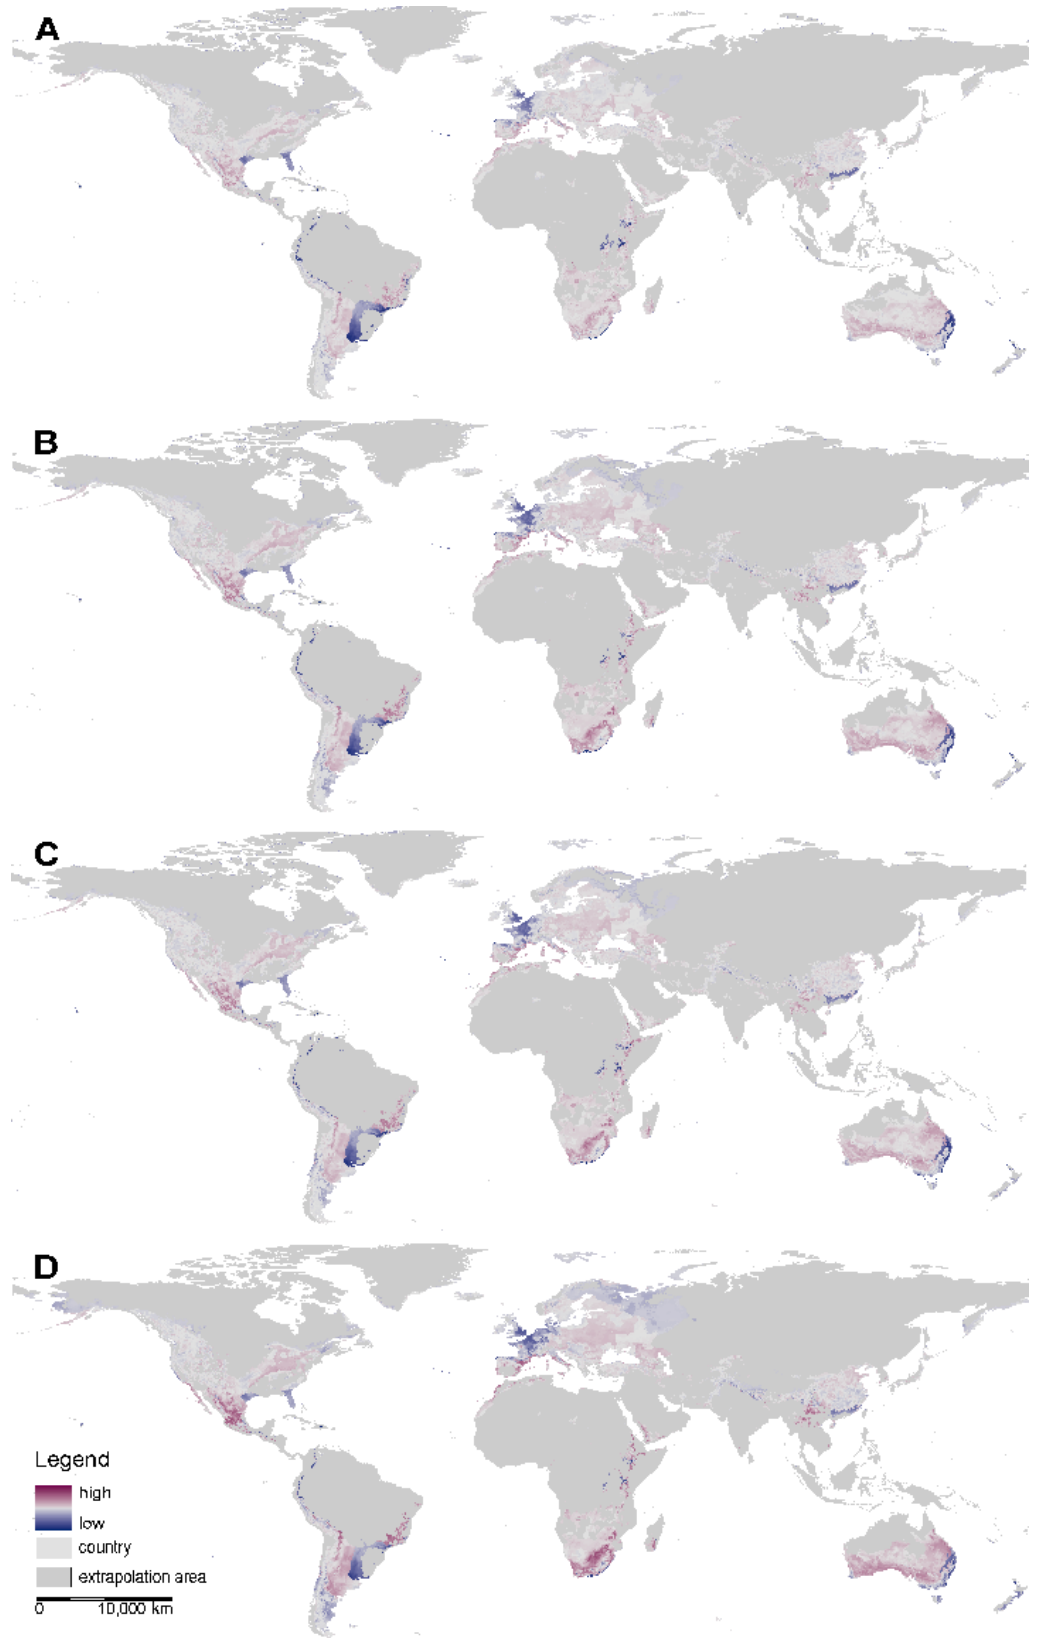 A
B
C
D
Legend
high
low
country
extrapolation area
0 10,000 km